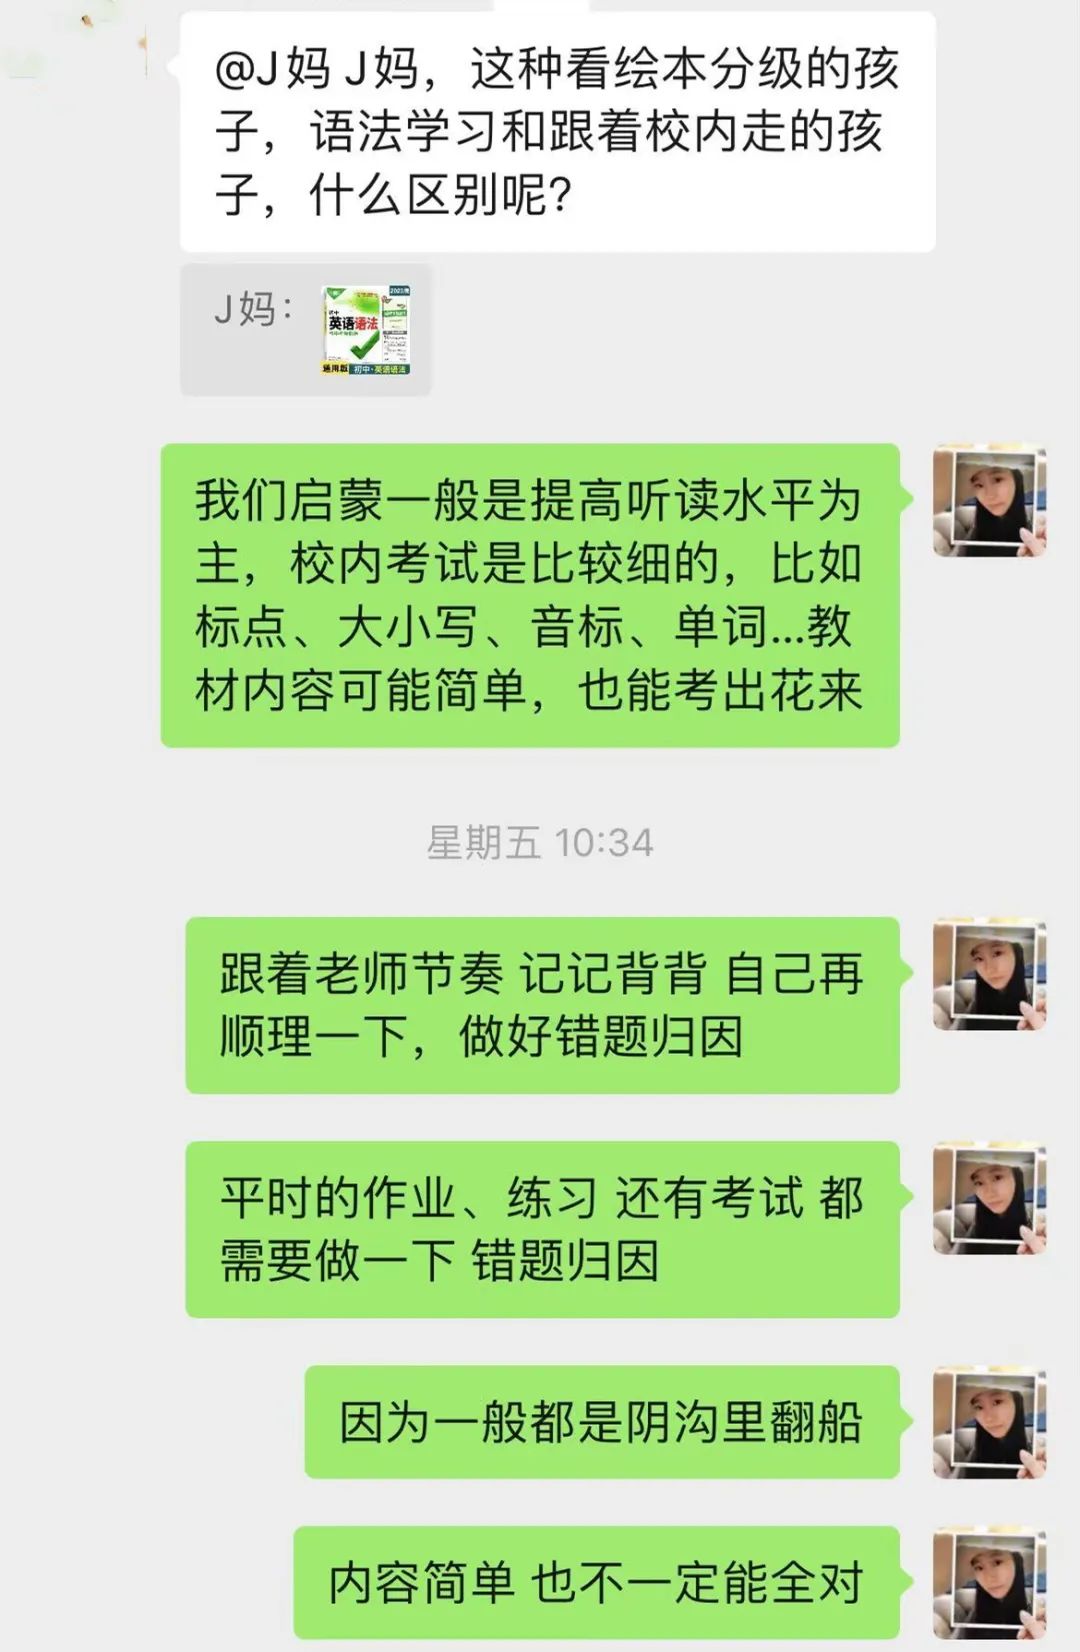 @J妈 J妈，这种看绘本分级的孩
子，语法学习和跟着校内走的孩
子，什么区别呢？
J妈：
英语语法
通用版 初中·英语语法
我们启蒙一般是提高听读水平为
主，校内考试是比较细的，比如
标点、大小写、音标、单词...教
材内容可能简单，也能考出花来
星期五 10:34
跟着老师节奏 记记背背 自己再
顺理一下，做好错题归因
平时的作业、练习 还有考试 都
需要做一下 错题归因
因为一般都是阴沟里翻船
内容简单 也不一定能全对